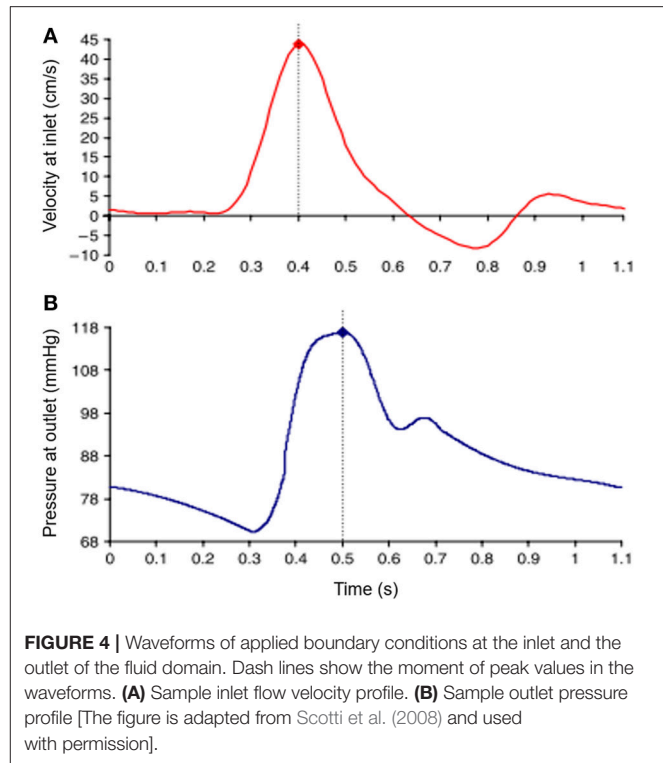 A
Velocity at inlet (cm/s)
45
40
35
30
25
20
15
10
5
0
−5
−10
0 0.1 0.2 0.3 0.4 0.5 0.6 0.7 0.8 0.9 1 1.1
B
Pressure at outlet (mmHg)
118
108
98
88
78
68
0 0.1 0.2 0.3 0.4 0.5 0.6 0.7 0.8 0.9 1 1.1
Time (s)
FIGURE 4 | Waveforms of applied boundary conditions at the inlet and the
outlet of the fluid domain. Dash lines show the moment of peak values in the
waveforms. (A) Sample inlet flow velocity profile. (B) Sample outlet pressure
profile [The figure is adapted from Scotti et al. (2008) and used
with permission].